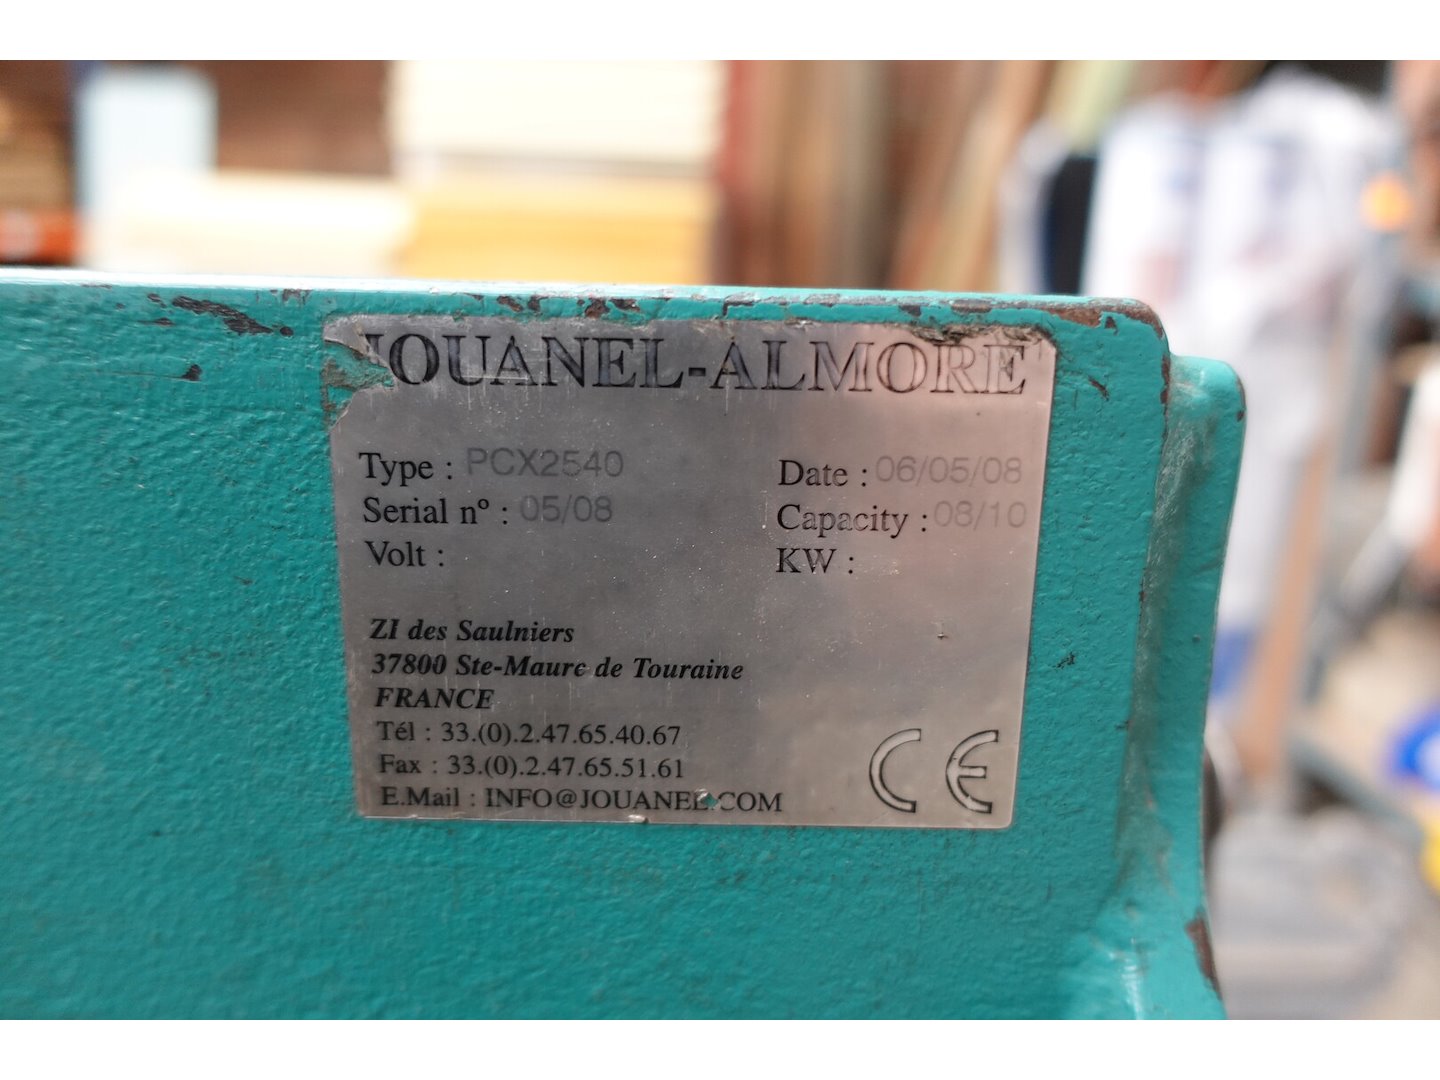 JOUANEL-ALMORE
Type : PCX2540 Date : 06/05/08
Serial nº : 05/08 Capacity : 08/10
Volt : KW :
ZI des Saulniers
37800 Ste-Maure de Touraine
FRANCE
Tél : 33.(0).2.47.65.40.67
Fax : 33.(0).2.47.65.51.61
E.Mail : INFO@JOUANEL.COM
CE